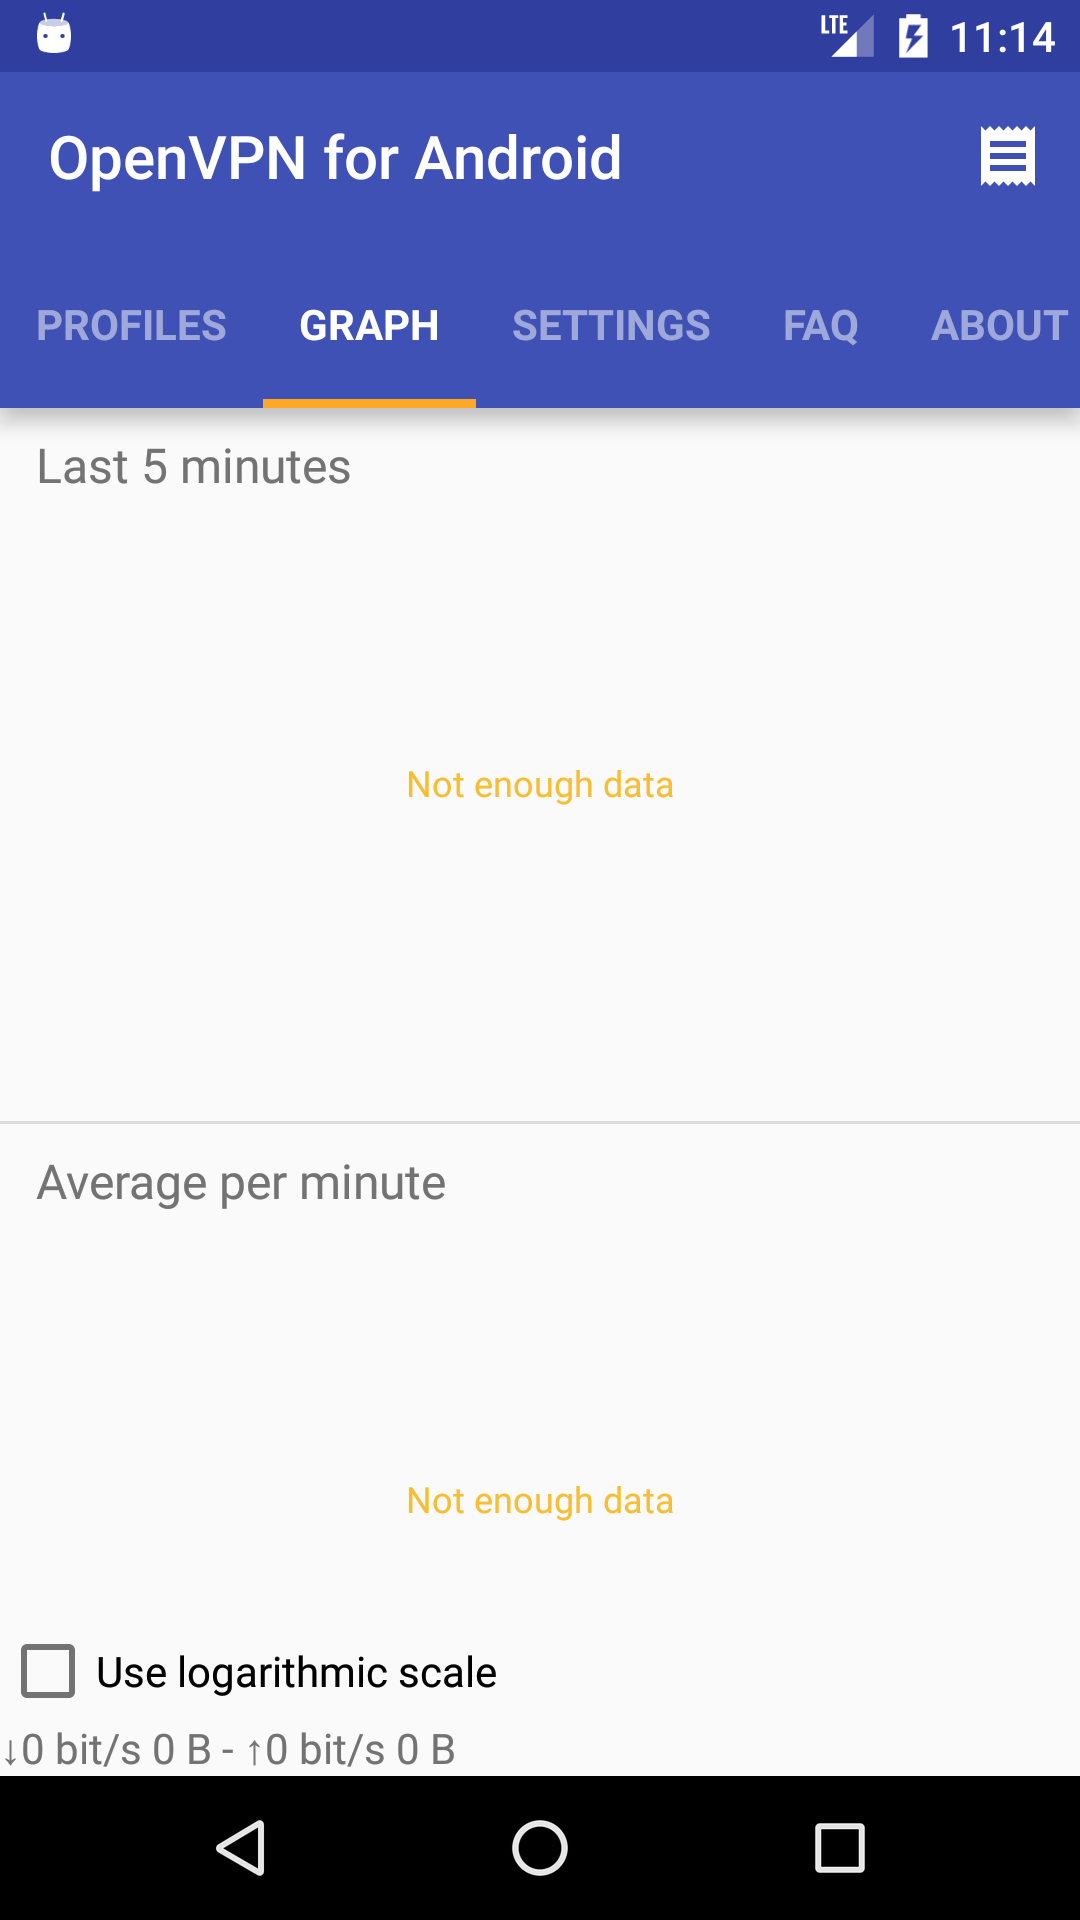 LTE 11:14
OpenVPN for Android
PROFILES GRAPH SETTINGS FAQ ABOUT
Last 5 minutes
Not enough data
Average per minute
Not enough data
Use logarithmic scale
↓0 bit/s 0 B - ↑0 bit/s 0 B